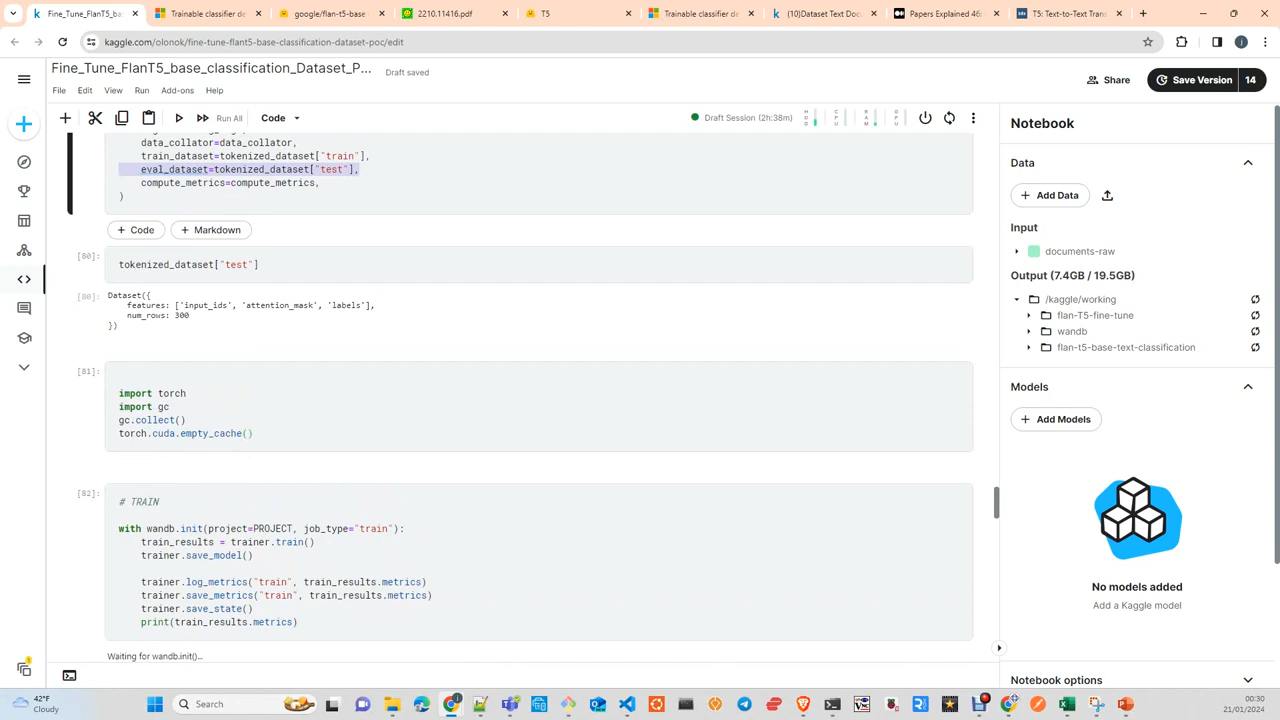 Fine_Tune_FlanT5_base_classi
Trainable classifier de
google/flan-t5-base
2210.11416.pdf
T5
Trainable classifier de
(10)Dataset Text Doc
Papers Explained 46:
T5: Text-to-Text Trans
kaggle.com/olonok/fine-tune-flant5-base-classification-dataset-poc/edit
Fine_Tune_FlanT5_base_classification_Dataset_P...
Draft saved
File Edit View Run Add-ons Help
Share
Save Version 14
Run All
Code
Draft Session (2h:38m)
HDD
CPU
RAM
GPU
data_collator=data_collator,
train_dataset=tokenized_dataset["train"],
eval_dataset=tokenized_dataset["test"],
compute_metrics=compute_metrics,
)
+ Code
+ Markdown
[80]:
tokenized_dataset["test"]
[80]:
Dataset({
features: ['input_ids', 'attention_mask', 'labels'],
num_rows: 300
})
[81]:
import torch
import gc
gc.collect()
torch.cuda.empty_cache()
[82]:
# TRAIN
with wandb.init(project=PROJECT, job_type="train"):
train_results = trainer.train()
trainer.save_model()
trainer.log_metrics("train", train_results.metrics)
trainer.save_metrics("train", train_results.metrics)
trainer.save_state()
print(train_results.metrics)
Waiting for wandb.init()...
Notebook
Data
+ Add Data
Input
documents-raw
Output (7.4GB / 19.5GB)
/kaggle/working
flan-T5-fine-tune
wandb
flan-t5-base-text-classification
Models
+ Add Models
No models added
Add a Kaggle model
Notebook options
42°F
Cloudy
Search
00:30
21/01/2024